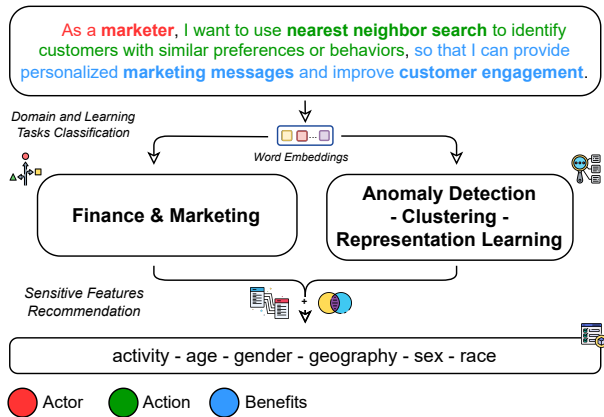 As a marketer, I want to use nearest neighbor search to identify
customers with similar preferences or behaviors, so that I can provide
personalized marketing messages and improve customer engagement.
Domain and Learning
Tasks Classification
...
Word Embeddings
Finance & Marketing
Anomaly Detection
- Clustering -
Representation Learning
Sensitive Features
Recommendation
+
activity - age - gender - geography - sex - race
Actor
Action
Benefits